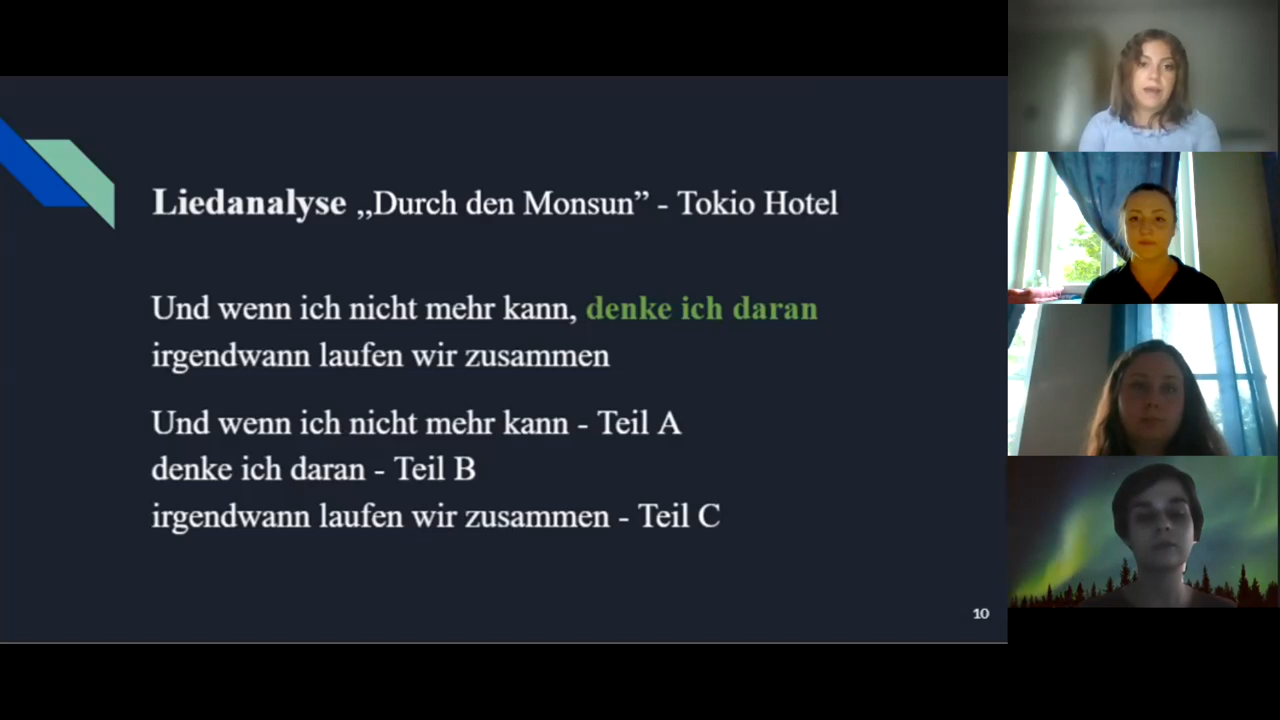 Liedanalyse „Durch den Monsun” - Tokio Hotel
Und wenn ich nicht mehr kann, denke ich daran
irgendwann laufen wir zusammen
Und wenn ich nicht mehr kann - Teil A
denke ich daran - Teil B
irgendwann laufen wir zusammen - Teil C
10